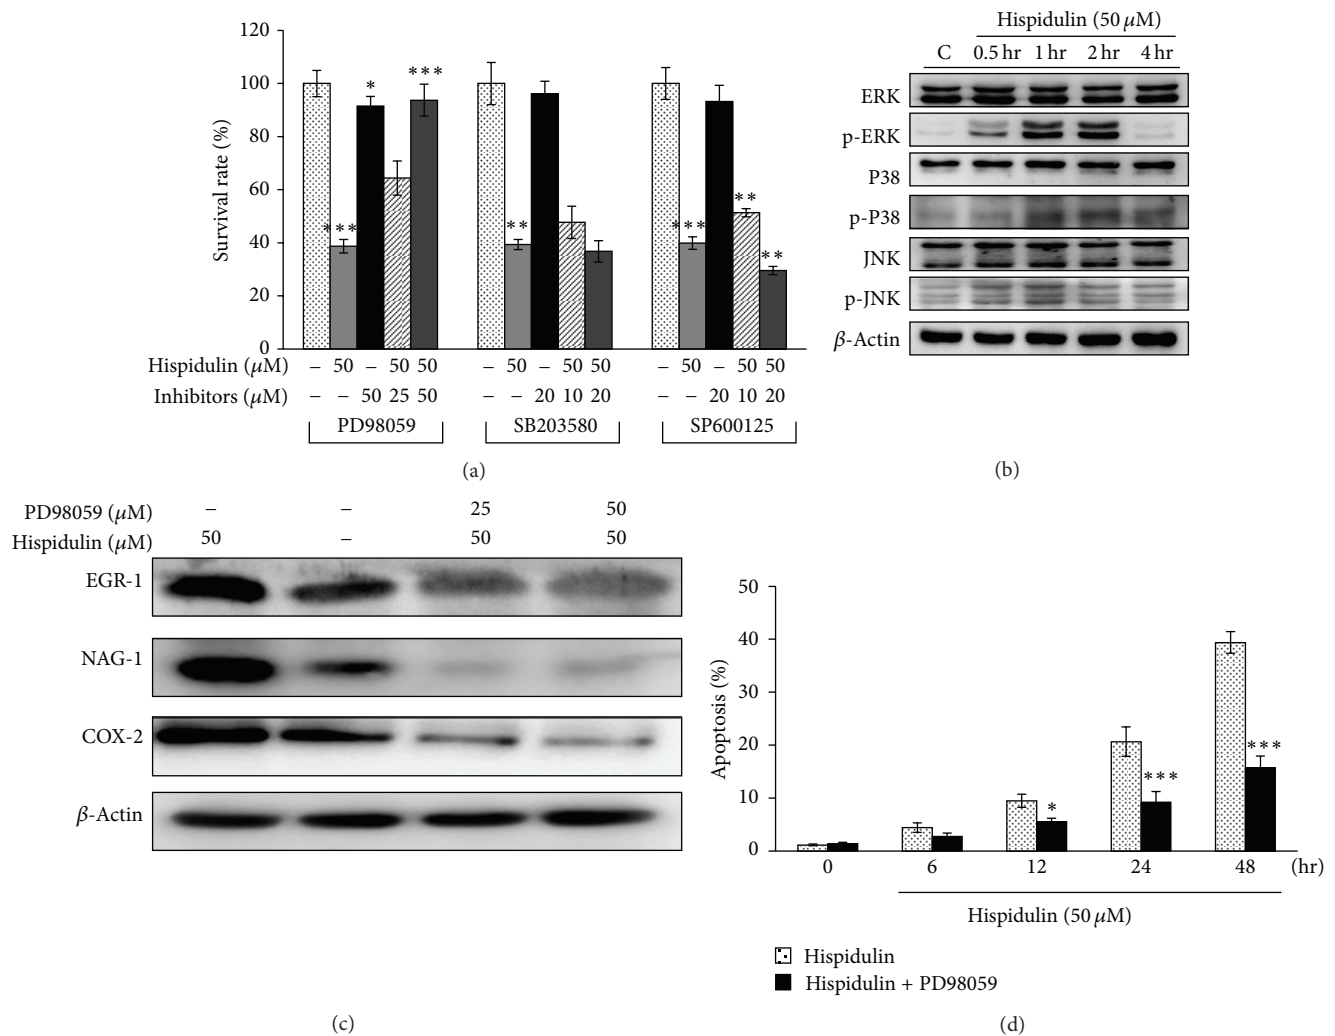 120
100
80
60
40
20
0
Survival rate (%)
*** * *** ** *** ** **
Hispidulin (μM) – 50 – 50 50 – 50 – 50 50 – 50 – 50 50
Inhibitors (μM) – – 50 25 50 – – 20 10 20 – – 20 10 20
PD98059 SB203580 SP600125
(a)
Hispidulin (50 μM)
C 0.5 hr 1 hr 2 hr 4 hr
ERK
p-ERK
P38
p-P38
JNK
p-JNK
β-Actin
(b)
PD98059 (μM) – – 25 50
Hispidulin (μM) 50 – 50 50
EGR-1
NAG-1
COX-2
β-Actin
(c)
50
40
30
20
10
0
Apoptosis (%)
* *** ***
0 6 12 24 48 (hr)
Hispidulin (50 μM)
Hispidulin
Hispidulin + PD98059
(d)